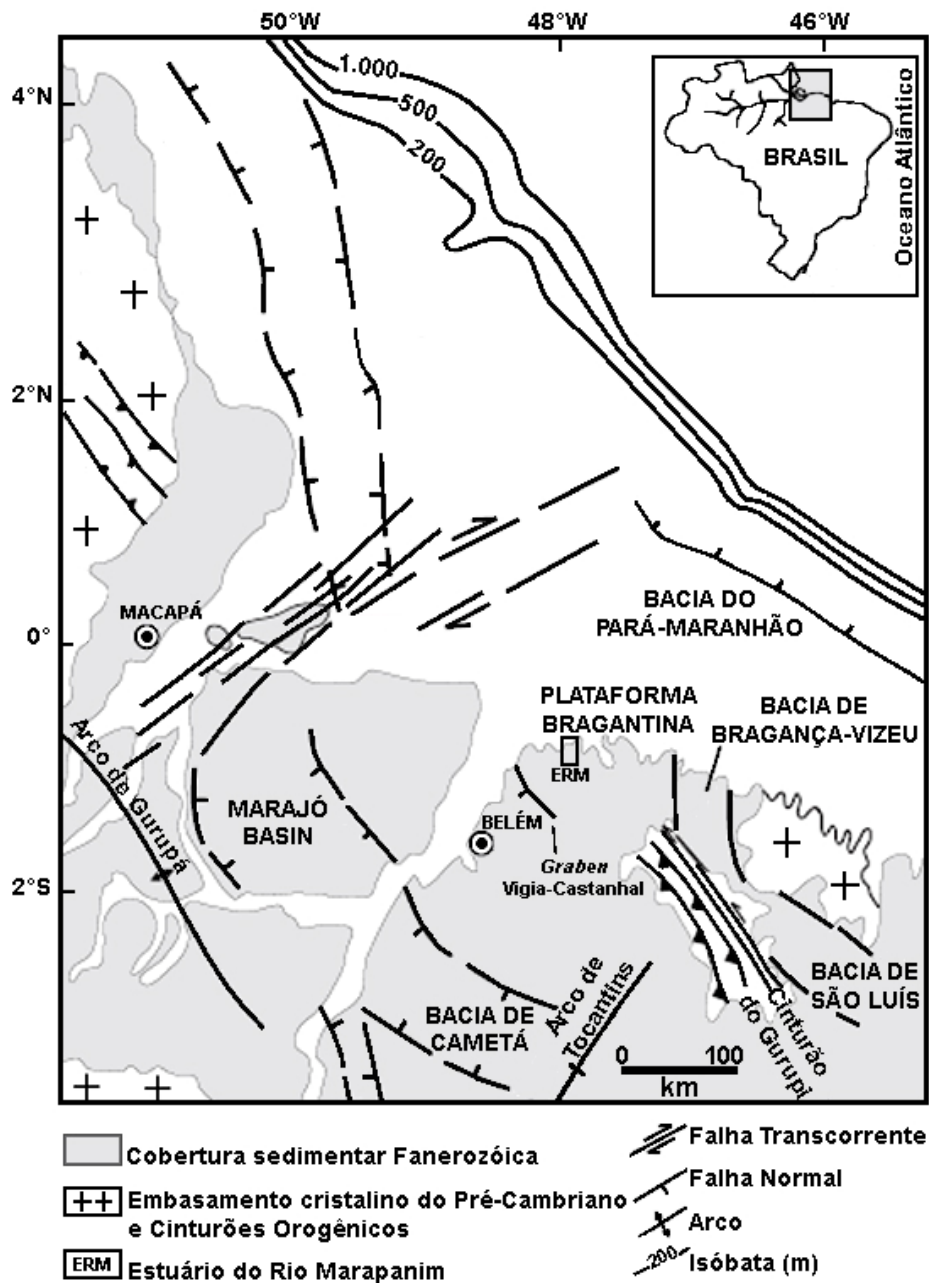 50°W 48°W 46°W
4°N
2°N
0°
2°S
1.000
500
200
BRASIL
Oceano Atlântico
MACAPÁ
BACIA DO
PARÁ-MARANHÃO
PLATAFORMA
BRAGANTINA
ERM
BACIA DE
BRAGANÇA-VIZEU
Arco de Gurupá
MARAJÓ
BASIN
BELÉM
Graben
Vigia-Castanhal
BACIA DE
CAMETÁ
Arco de
Tocantins
BACIA DE
SÃO LUÍS
Cinturão
do Gurupi
0 100
km
Cobertura sedimentar Fanerozóica
Embasamento cristalino do Pré-Cambriano
e Cinturões Orogênicos
ERM Estuário do Rio Marapanim
Falha Transcorrente
Falha Normal
Arco
200 Isóbata (m)